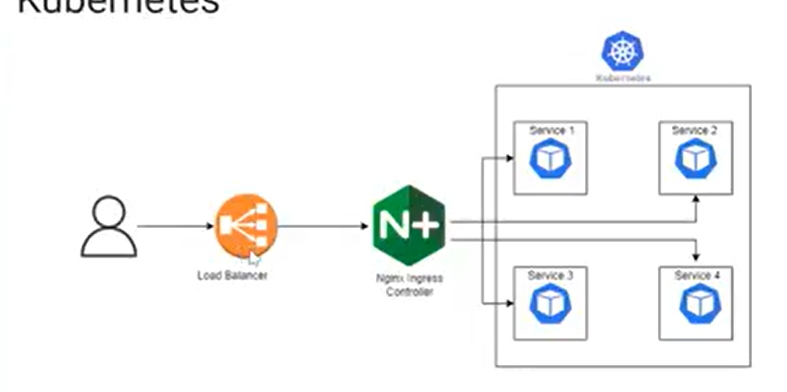 Kubernetes
Kubernetes
Service 1
Service 2
N+
Load Balancer
Nginx Ingress
Controller
Service 3
Service 4